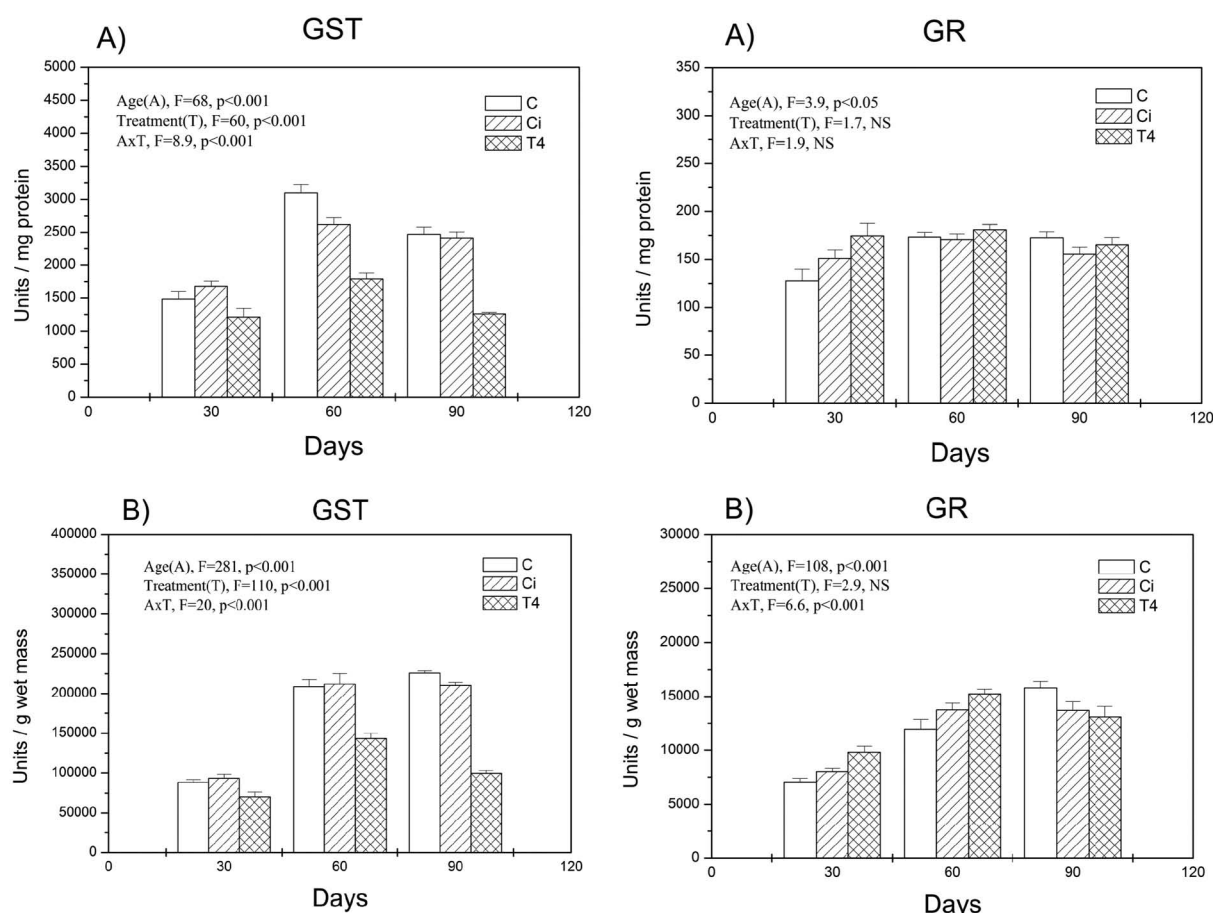 A)
GST
5000
4500
4000
3500
3000
2500
2000
1500
1000
500
0
Units / mg protein
Age(A), F=68, p<0.001
Treatment(T), F=60, p<0.001
AxT, F=8.9, p<0.001
C
Ci
T4
0 30 60 90 120
Days
A)
GR
350
300
250
200
150
100
50
0
Units / mg protein
Age(A), F=3.9, p<0.05
Treatment(T), F=1.7, NS
AxT, F=1.9, NS
C
Ci
T4
0 30 60 90 120
Days
B)
GST
400000
350000
300000
250000
200000
150000
100000
50000
0
Units / g wet mass
Age(A), F=281, p<0.001
Treatment(T), F=110, p<0.001
AxT, F=20, p<0.001
C
Ci
T4
0 30 60 90 120
Days
B)
GR
30000
25000
20000
15000
10000
5000
0
Units / g wet mass
Age(A), F=108, p<0.001
Treatment(T), F=2.9, NS
AxT, F=6.6, p<0.001
C
Ci
T4
0 30 60 90 120
Days